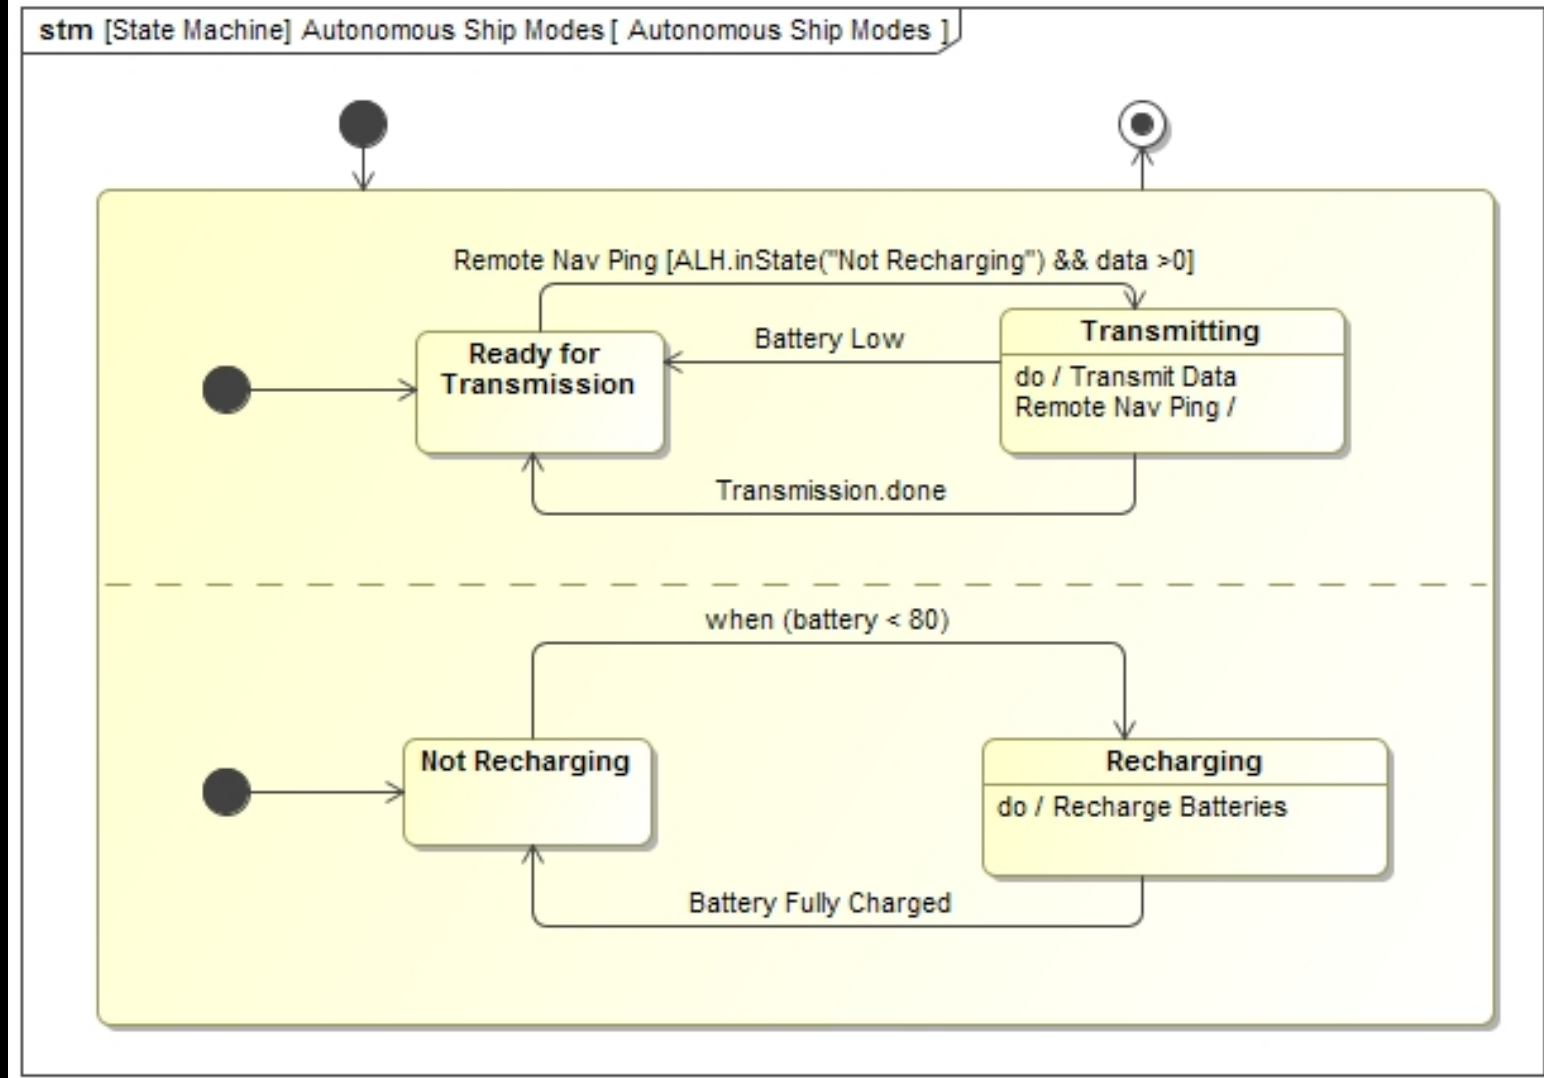 stm [State Machine] Autonomous Ship Modes [ Autonomous Ship Modes ]
Remote Nav Ping [ALH.inState("Not Recharging") && data >0]
Ready for
Transmission
Battery Low
Transmitting
do / Transmit Data
Remote Nav Ping /
Transmission.done
when (battery < 80)
Not Recharging
Recharging
do / Recharge Batteries
Battery Fully Charged